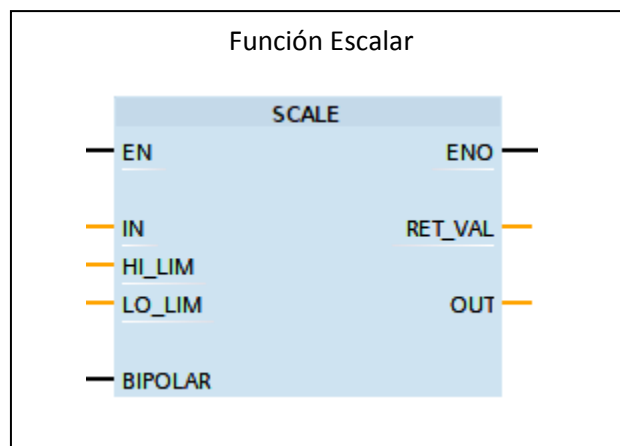 Función Escalar
SCALE
EN ENO
IN RET_VAL
HI_LIM
LO_LIM OUT
BIPOLAR